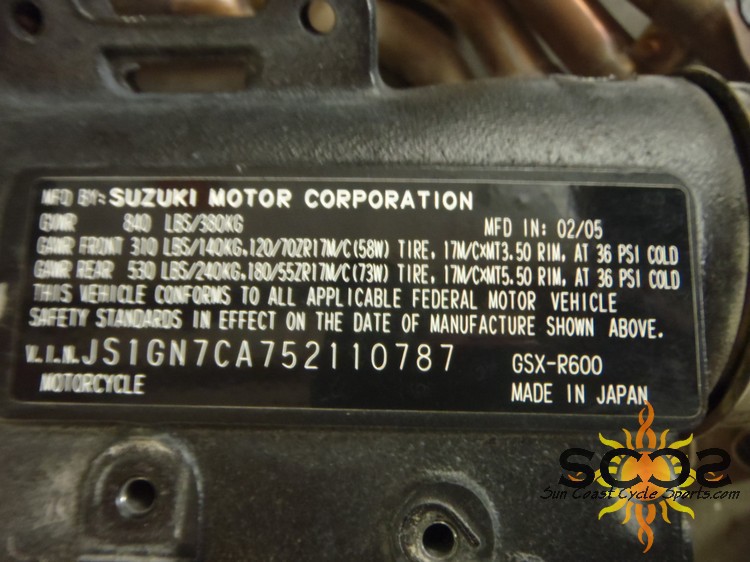 MFD BY: SUZUKI MOTOR CORPORATION
GVWR 840 LBS/380KG MFD IN: 02/05
GAWR FRONT 310 LBS/140KG, 120/70ZR17M/C(58W) TIRE, 17M/C×MT3.50 RIM, AT 36 PSI COLD
GAWR REAR 530 LBS/240KG, 180/55ZR17M/C(73W) TIRE, 17M/C×MT5.50 RIM, AT 36 PSI COLD
THIS VEHICLE CONFORMS TO ALL APPLICABLE FEDERAL MOTOR VEHICLE
SAFETY STANDARDS IN EFFECT ON THE DATE OF MANUFACTURE SHOWN ABOVE.
V.I.N. JS1GN7CA752110787 GSX-R600
MOTORCYCLE MADE IN JAPAN
SCCS
Sun Coast Cycle Sports.com